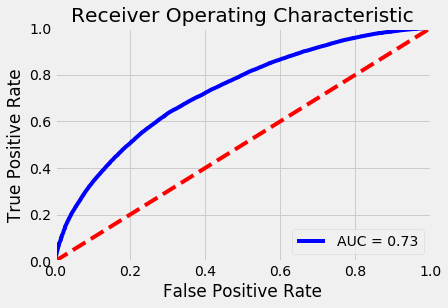 Receiver Operating Characteristic
True Positive Rate
1.0
0.8
0.6
0.4
0.2
0.0
AUC = 0.73
0.0 0.2 0.4 0.6 0.8 1.0
False Positive Rate